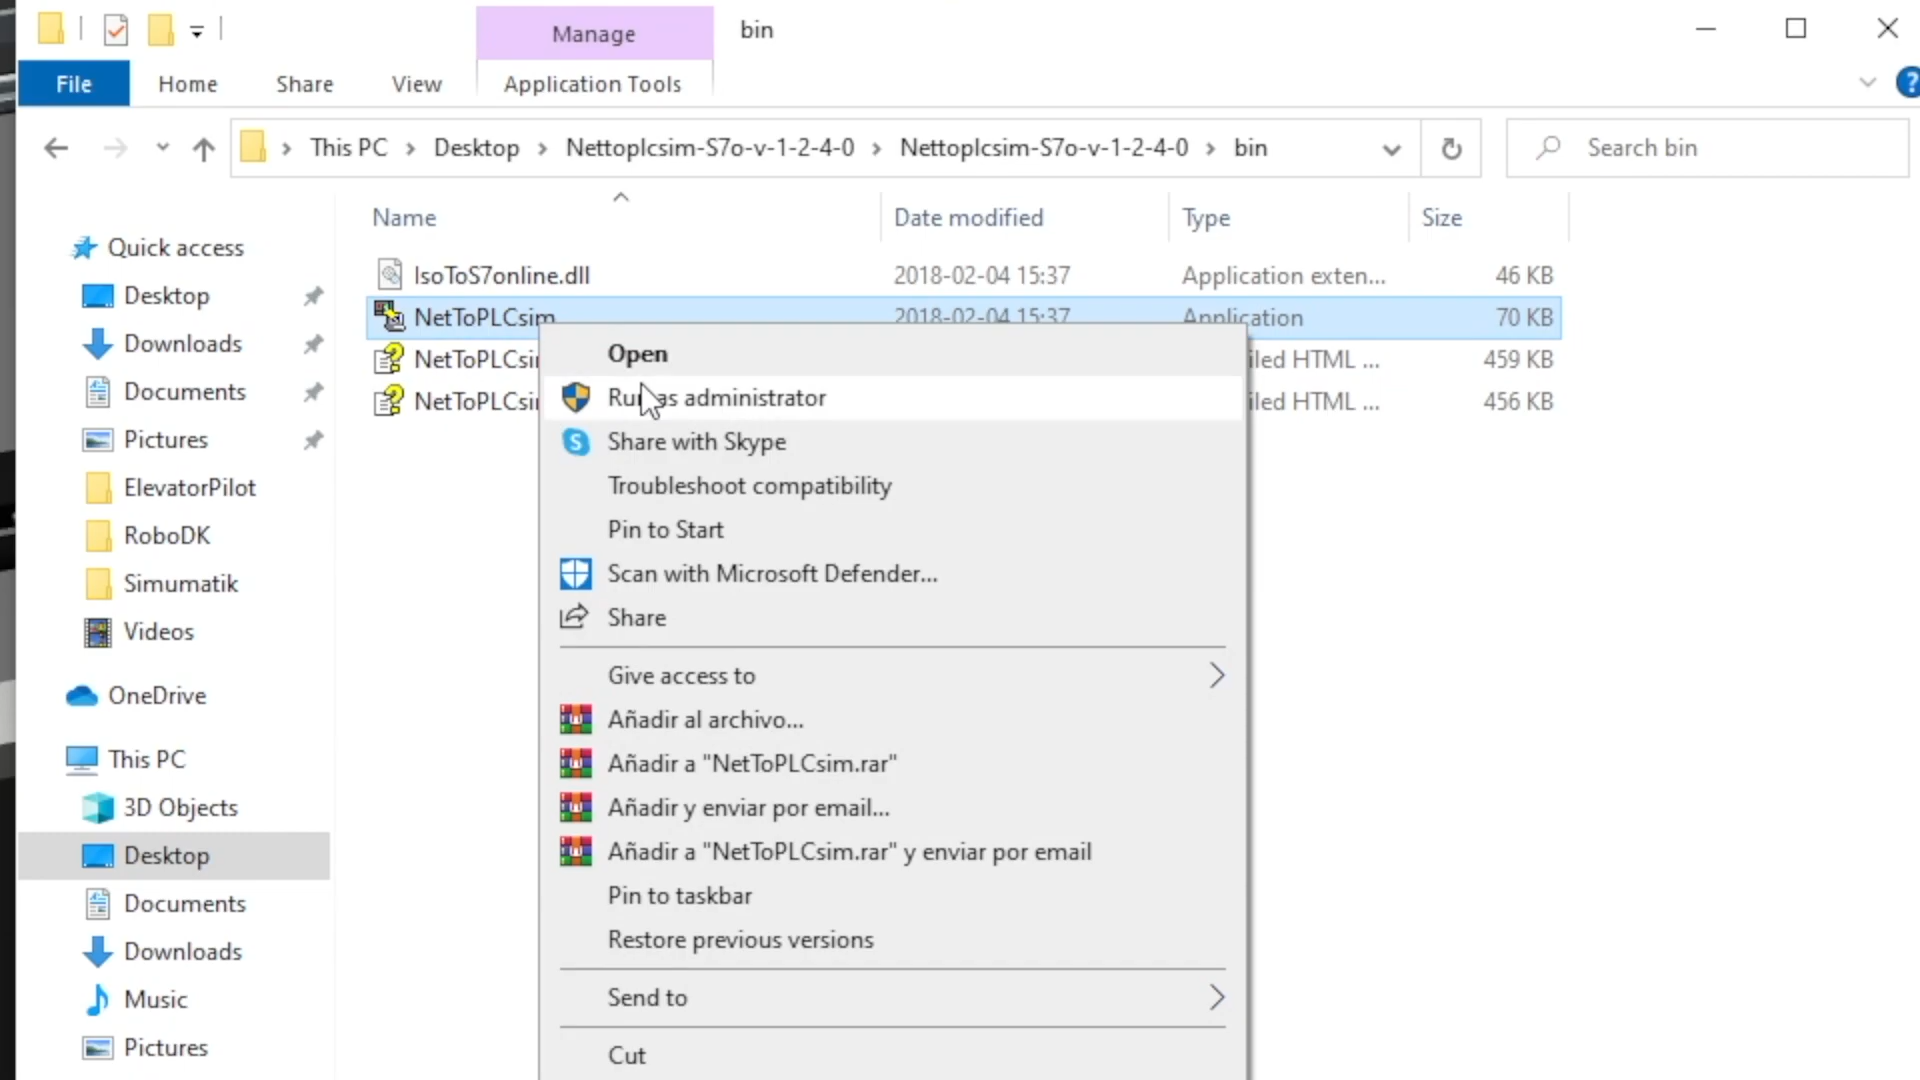 Manage
bin
File
Home
Share
View
Application Tools
?
This PC
Desktop
Nettoplcsim-S7o-v-1-2-4-0
Nettoplcsim-S7o-v-1-2-4-0
bin
Search bin
Name
Date modified
Type
Size
IsoToS7online.dll
2018-02-04 15:37
Application exten...
46 KB
NetToPLCsim
2018-02-04 15:37
Application
70 KB
459 KB
456 KB
Open
as administrator
Share with Skype
Troubleshoot compatibility
Pin to Start
Scan with Microsoft Defender...
Share
Give access to
Añadir al archivo...
Añadir a "NetToPLCsim.rar"
Añadir y enviar por email...
Añadir a "NetToPLCsim.rar" y enviar por email
Pin to taskbar
Restore previous versions
Send to
Cut
Quick access
Desktop
Downloads
Documents
Pictures
ElevatorPilot
RoboDK
Simumatik
Videos
OneDrive
This PC
3D Objects
Desktop
Documents
Downloads
Music
Pictures